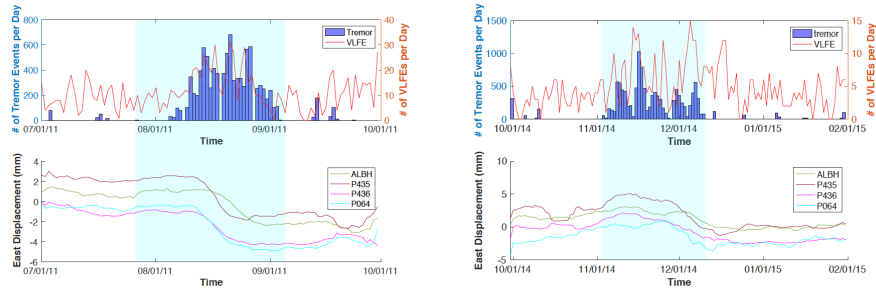 # of Tremor Events per Day
800
600
400
200
0
07/01/11
08/01/11
09/01/11
10/01/11
Time
Tremor
VLFE
40
30
20
10
0
# of VLFEs per Day
# of Tremor Events per Day
1500
1000
500
0
10/01/14
11/01/14
12/01/14
01/01/15
02/01/15
Time
tremor
VLFE
15
10
5
0
# of VLFEs per Day
East Displacement (mm)
4
2
0
-2
-4
-6
07/01/11
08/01/11
09/01/11
10/01/11
Time
ALBH
P435
P436
P064
East Displacement (mm)
10
5
0
-5
10/01/14
11/01/14
12/01/14
01/01/15
02/01/15
Time
ALBH
P435
P436
P064